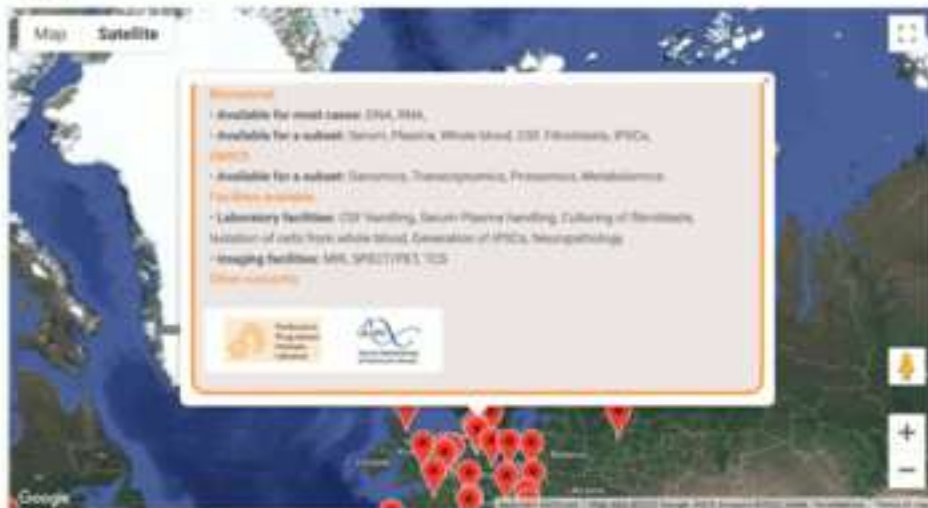 Map Satellite
Biomaterial
• Available for most cases: DNA, RNA,
• Available for a subset: Serum, Plasma, Whole blood, CSF, Fibroblasts, IPSCs,
OMICS
• Available for a subset: Genomics, Transcriptomics, Proteomics, Metabolomics
Facilities available
• Laboratory facilities: CSF handling, Serum Plasma handling, Culturing of fibroblasts,
Isolation of cells from whole blood, Generation of IPSCs, Neuropathology
• Imaging facilities: MRI, SPECT/PET, TCS
Google